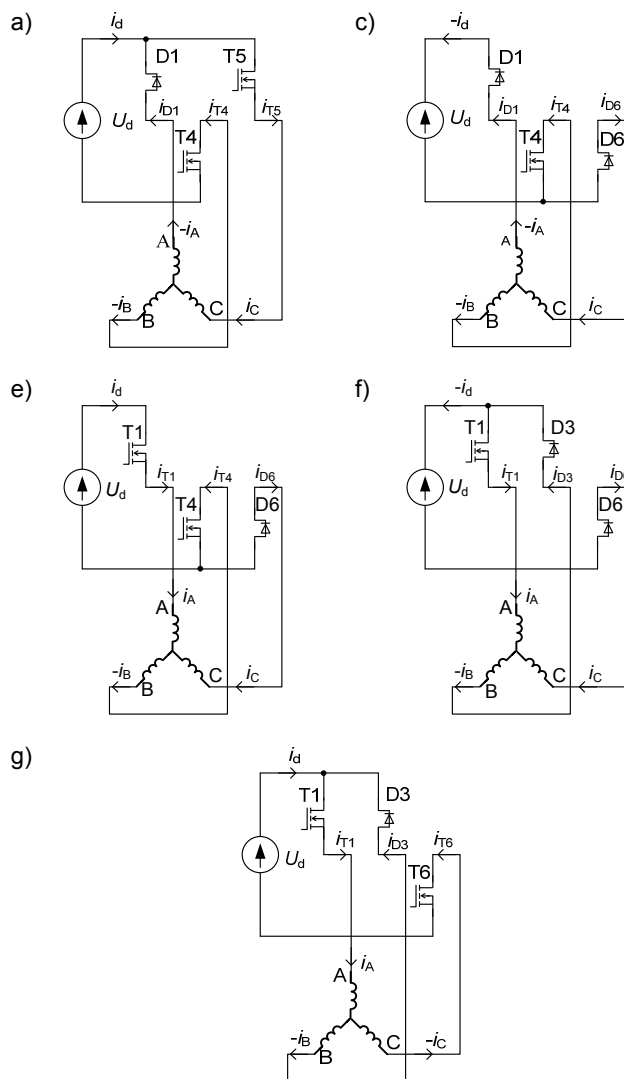 a)
i_d
D1
T5
i_D1
i_T4
i_T5
U_d
T4
-i_A
A
-i_B
B
C
i_C
c)
-i_d
D1
i_D1
i_T4
i_D6
U_d
T4
D6
-i_A
A
-i_B
B
C
i_C
e)
i_d
T1
i_T1
i_T4
i_D6
U_d
T4
D6
i_A
A
-i_B
B
C
i_C
f)
-i_d
T1
D3
i_T1
i_D3
U_d
D6
i_A
A
-i_B
B
C
i_C
g)
i_d
T1
D3
i_T1
i_D3
i_T6
U_d
T6
i_A
A
-i_B
B
C
-i_C